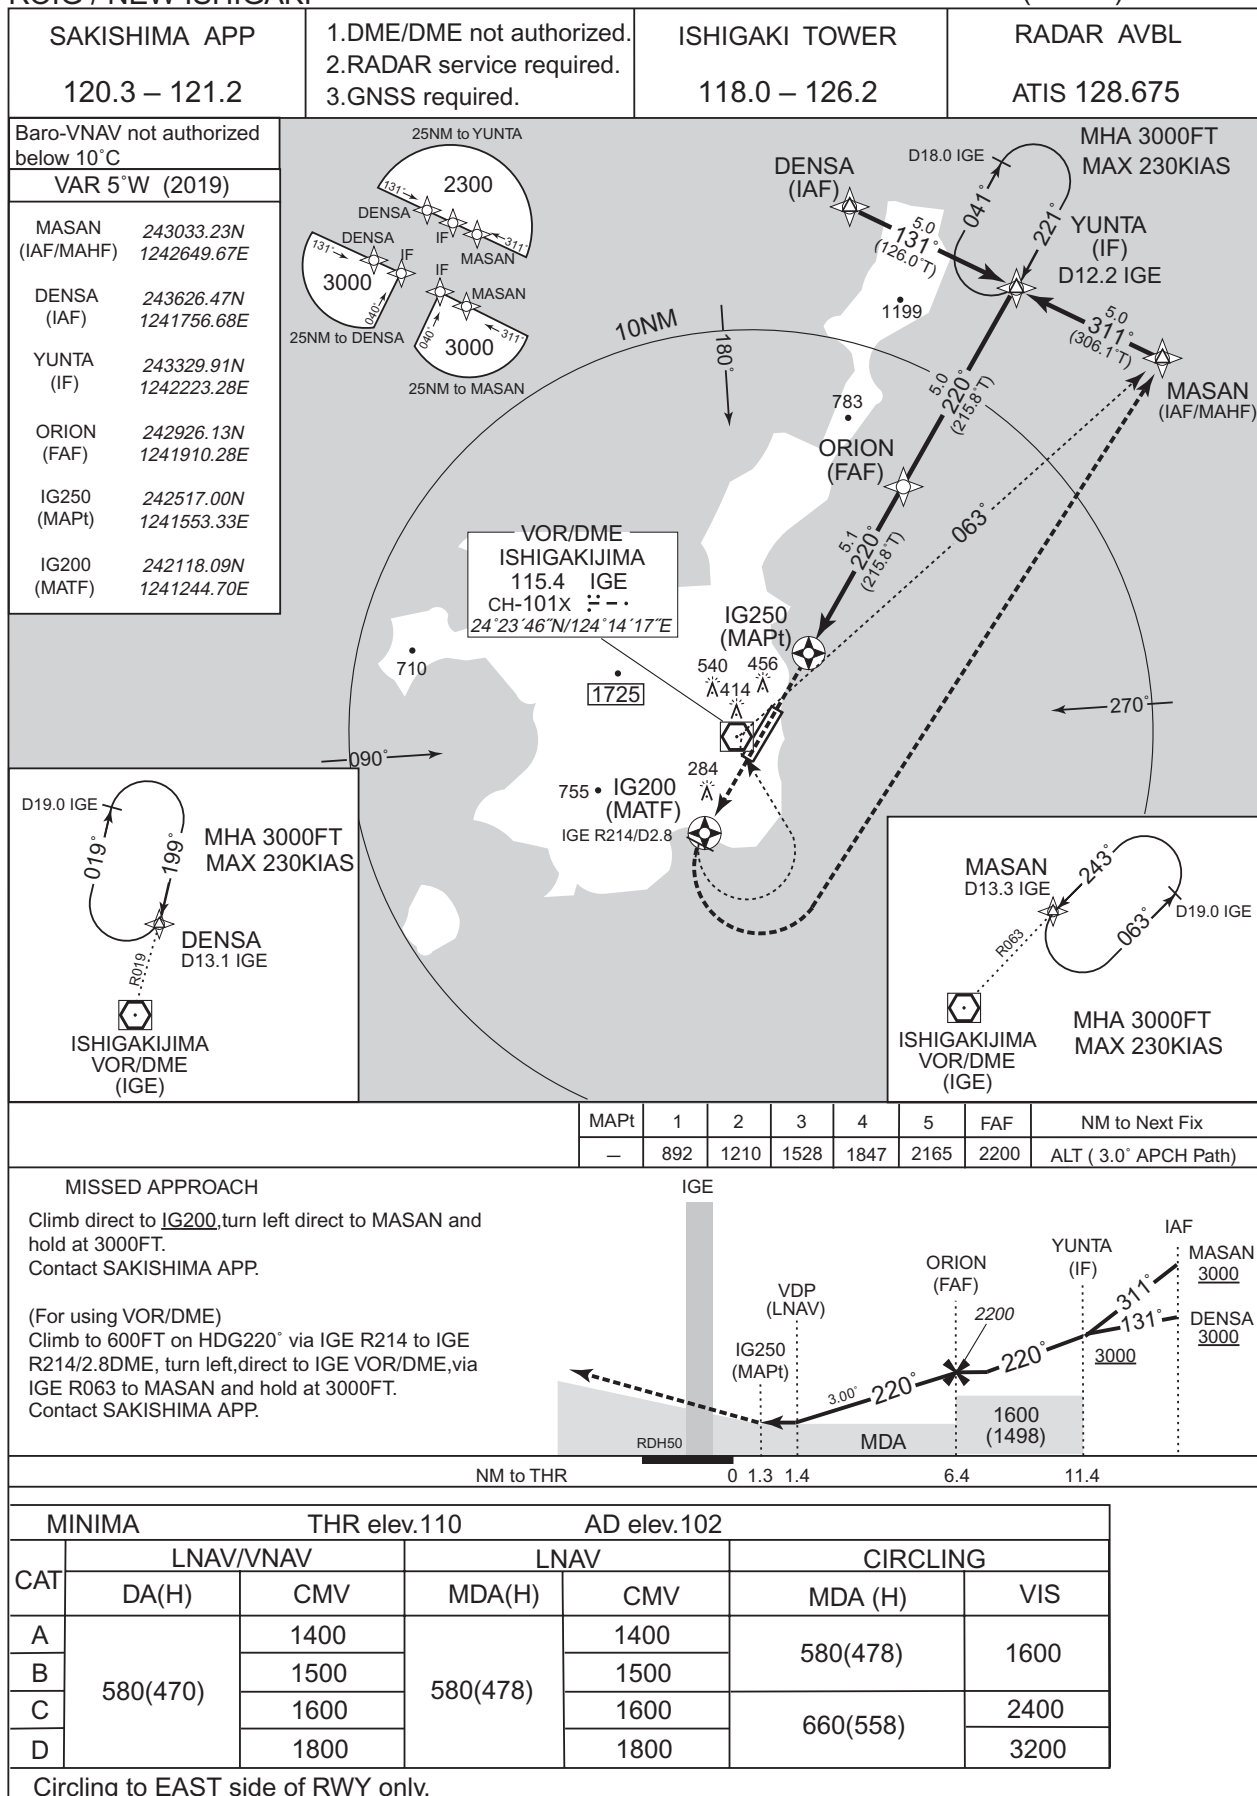 SAKISHIMA APP
120.3 – 121.2
1.DME/DME not authorized.
2.RADAR service required.
3.GNSS required.
ISHIGAKI TOWER
118.0 – 126.2
RADAR AVBL
ATIS 128.675
Baro-VNAV not authorized
below 10˚C
VAR 5˚W (2019)
MASAN 243033.23N
(IAF/MAHF) 1242649.67E
DENSA 243626.47N
(IAF) 1241756.68E
YUNTA 243329.91N
(IF) 1242223.28E
ORION 242926.13N
(FAF) 1241910.28E
IG250 242517.00N
(MAPt) 1241553.33E
IG200 242118.09N
(MATF) 1241244.70E
25NM to YUNTA
2300
131˚
DENSA
IF
MASAN
311˚
DENSA
131˚
IF
3000
040˚
25NM to DENSA
IF
MASAN
040˚
311˚
3000
25NM to MASAN
DENSA
(IAF)
D18.0 IGE
MHA 3000FT
MAX 230KIAS
041˚
221˚
YUNTA
(IF)
D12.2 IGE
5.0
131˚
(126.0˚T)
1199
5.0
311˚
(306.1˚T)
MASAN
(IAF/MAHF)
10NM
180˚
783
5.0
220˚
(215.8˚T)
ORION
(FAF)
063˚
5.1
220˚
(215.8˚T)
VOR/DME
ISHIGAKIJIMA
115.4 IGE
CH-101X
24˚23´46˝N/124˚14´17˝E
IG250
(MAPt)
710
540
456
414
1725
270˚
090˚
284
755
IG200
(MATF)
IGE R214/D2.8
D19.0 IGE
019˚
199˚
MHA 3000FT
MAX 230KIAS
DENSA
D13.1 IGE
R019
ISHIGAKIJIMA
VOR/DME
(IGE)
MASAN
D13.3 IGE
243˚
063˚
D19.0 IGE
R063
ISHIGAKIJIMA
VOR/DME
(IGE)
MHA 3000FT
MAX 230KIAS
MAPt 1 2 3 4 5 FAF NM to Next Fix
– 892 1210 1528 1847 2165 2200 ALT ( 3.0˚ APCH Path)
MISSED APPROACH
Climb direct to IG200,turn left direct to MASAN and
hold at 3000FT.
Contact SAKISHIMA APP.
(For using VOR/DME)
Climb to 600FT on HDG220˚ via IGE R214 to IGE
R214/2.8DME, turn left,direct to IGE VOR/DME,via
IGE R063 to MASAN and hold at 3000FT.
Contact SAKISHIMA APP.
IGE
IAF
MASAN
3000
DENSA
3000
YUNTA
(IF)
ORION
(FAF)
VDP
(LNAV)
IG250
(MAPt)
2200
311˚
131˚
3000
220˚
3.00˚
220˚
1600
(1498)
MDA
RDH50
NM to THR 0 1.3 1.4 6.4 11.4
MINIMA THR elev.110 AD elev.102
CAT LNAV/VNAV LNAV CIRCLING
DA(H) CMV MDA(H) CMV MDA (H) VIS
A 580(470) 1400 580(478) 1400 580(478) 1600
B 1500 1500
C 1600 1600 660(558) 2400
D 1800 1800 3200
Circling to EAST side of RWY only.